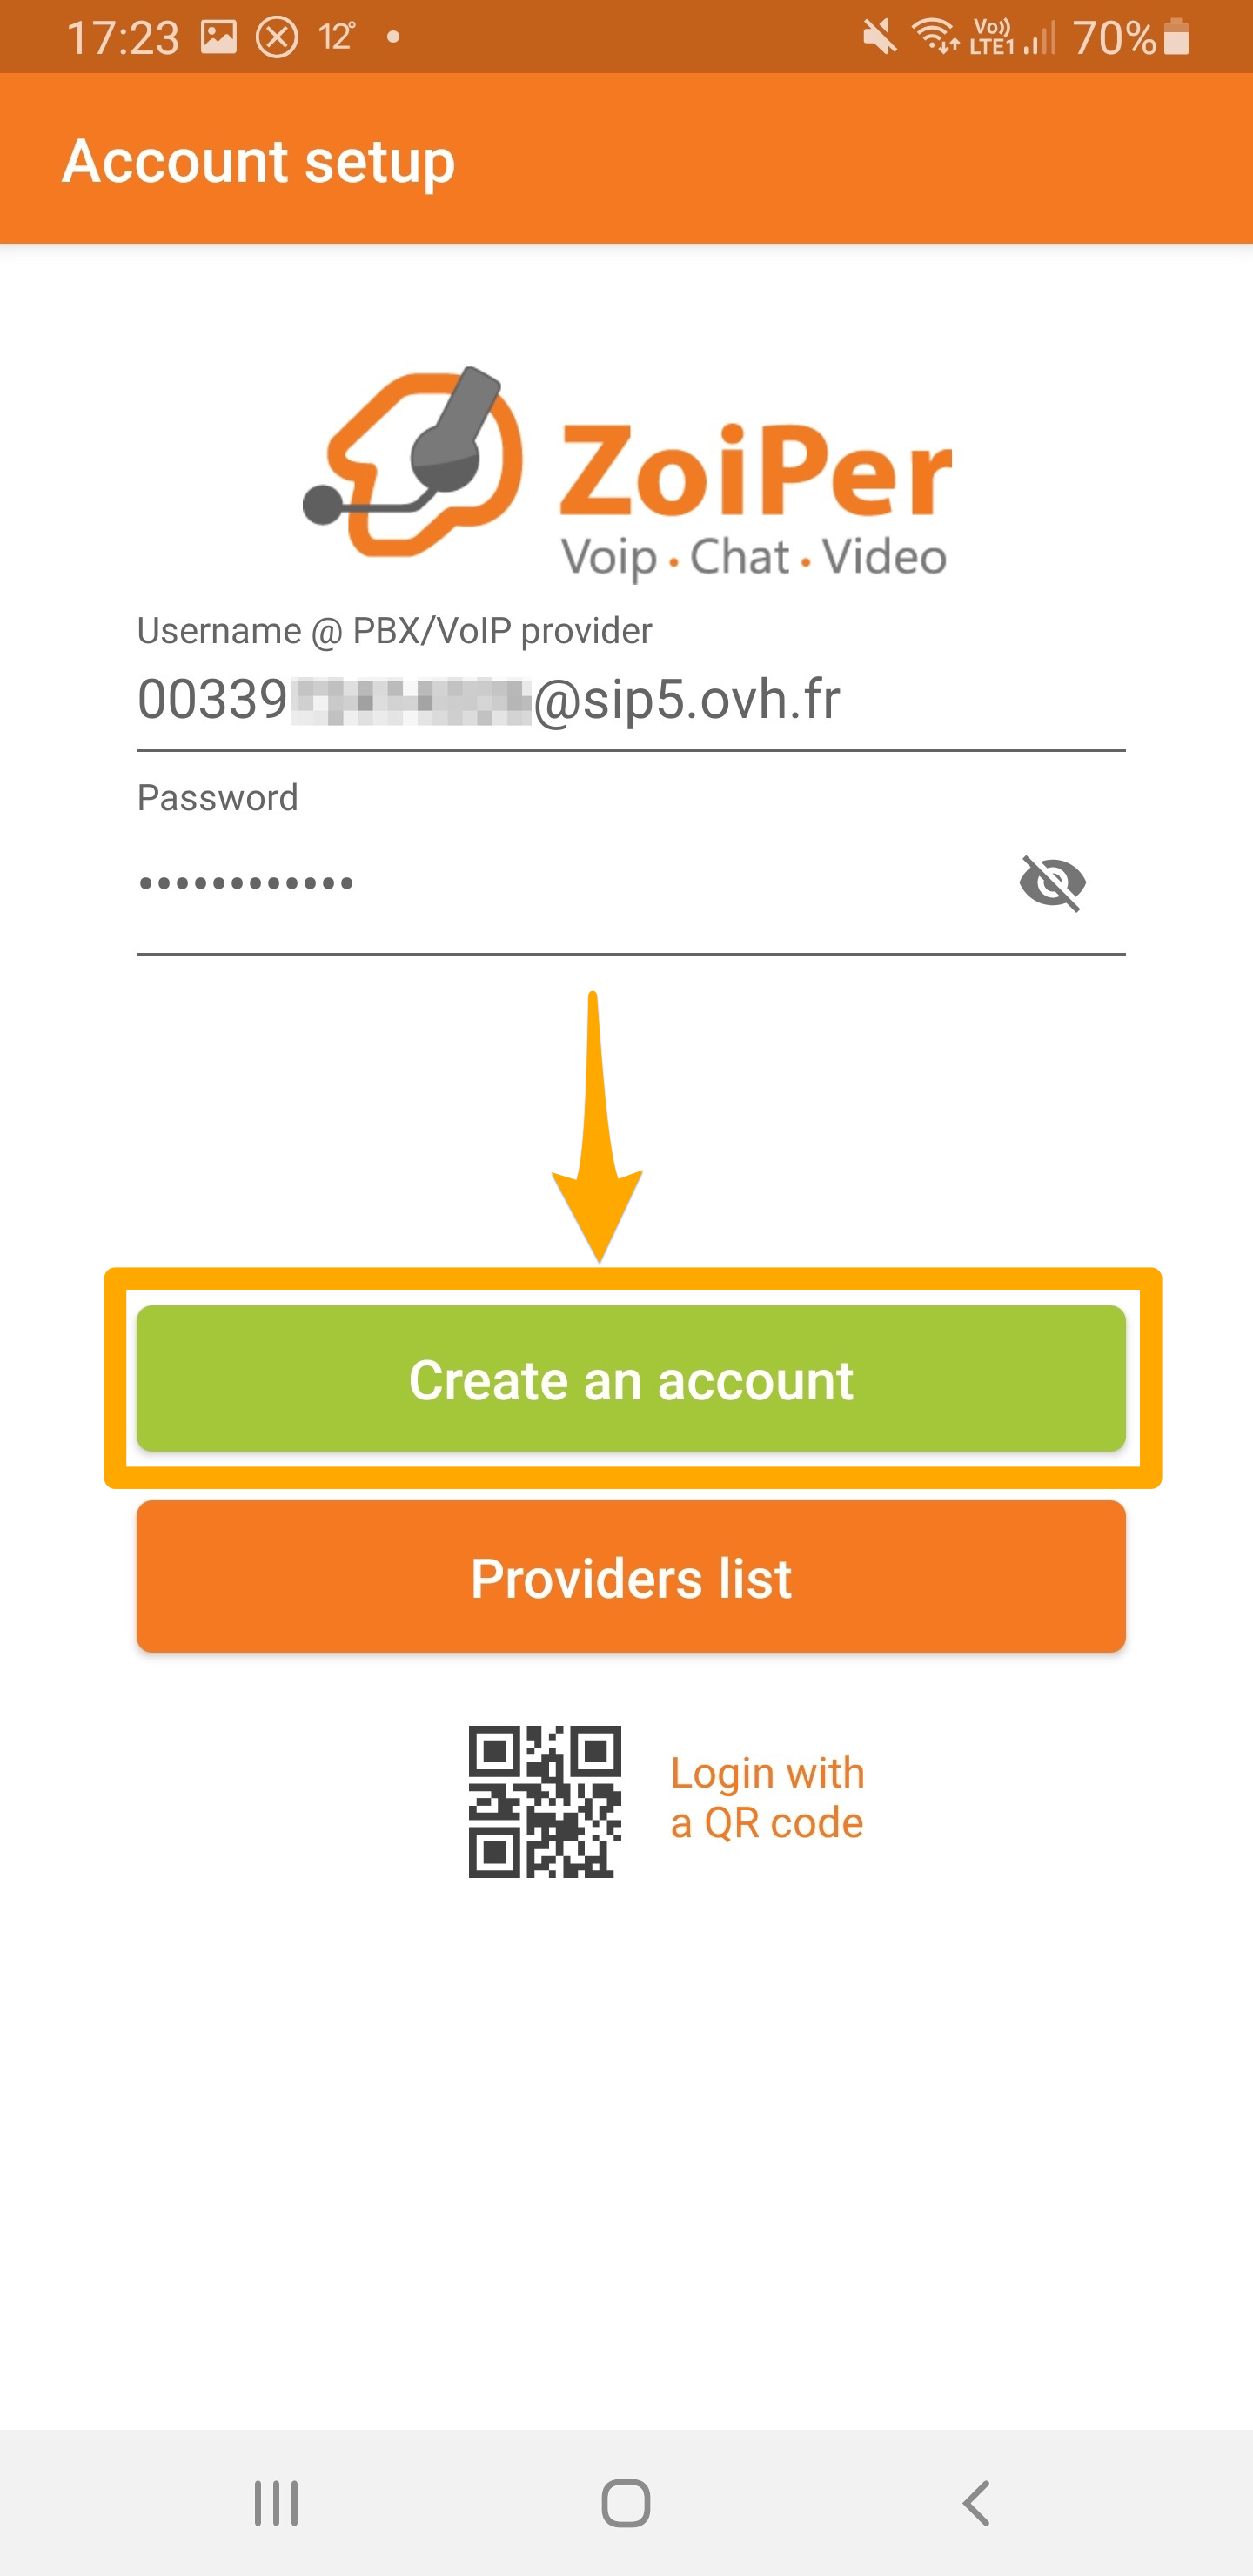 17:23 12° Vo)) LTE1 70%
Account setup
ZoiPer
Voip · Chat · Video
Username @ PBX/VoIP provider
00339 @sip5.ovh.fr
Password
Create an account
Providers list
Login with
a QR code